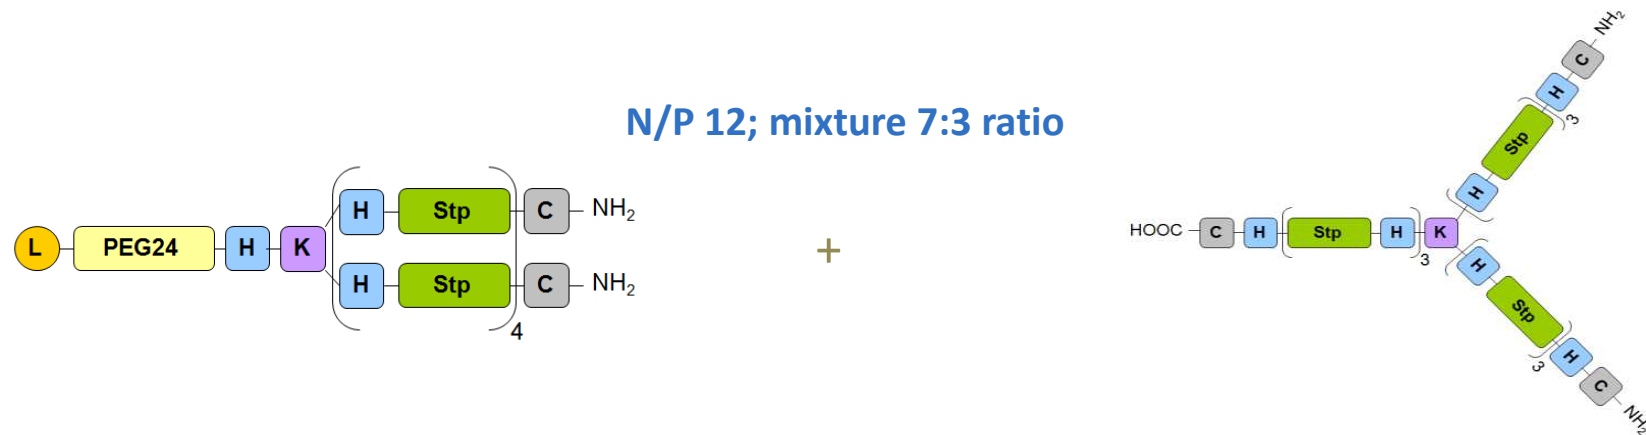 N/P 12; mixture 7:3 ratio
L PEG24 H K H Stp C NH2
H Stp C NH2
4
+
HOOC C H Stp H 3 K
H Stp 3 H C NH2
H Stp 3 H C NH2